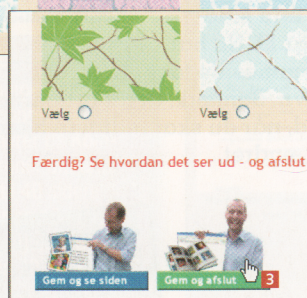 Vælg Vælg
Færdig? Se hvordan det ser ud - og afslut
Gem og se siden Gem og afslut 3